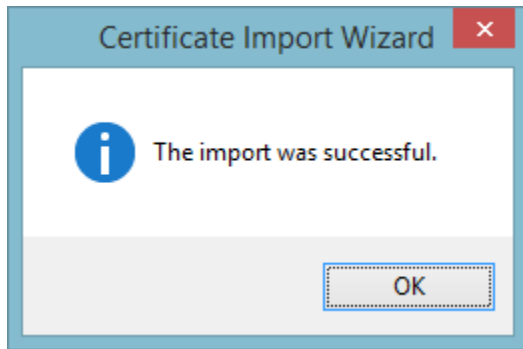 Certificate Import Wizard
The import was successful.
OK